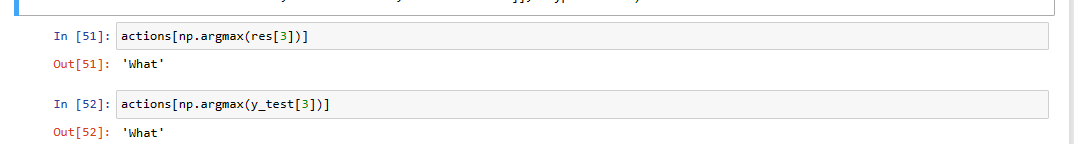 In [51]: actions[np.argmax(res[3])]
Out[51]: 'What'
In [52]: actions[np.argmax(y_test[3])]
Out[52]: 'What'